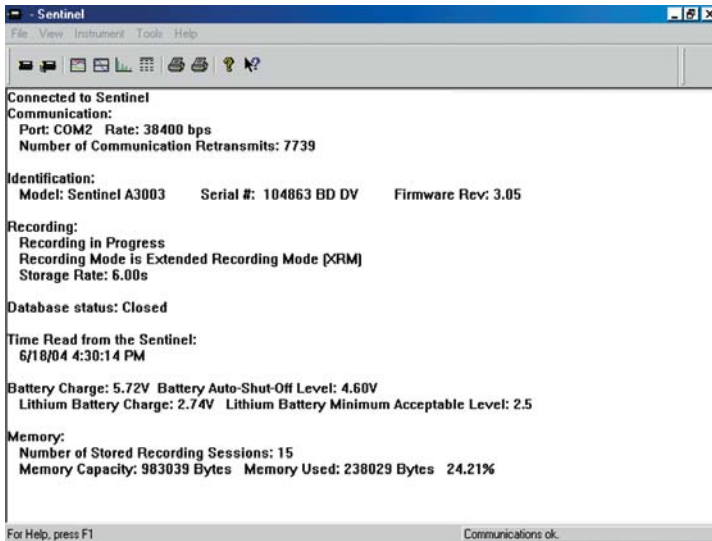 - Sentinel
File View Instrument Tools Help
Connected to Sentinel
Communication:
Port: COM2 Rate: 38400 bps
Number of Communication Retransmits: 7739
Identification:
Model: Sentinel A3003 Serial #: 104863 BD DV Firmware Rev: 3.05
Recording:
Recording in Progress
Recording Mode is Extended Recording Mode (XRM)
Storage Rate: 6.00s
Database status: Closed
Time Read from the Sentinel:
6/18/04 4:30:14 PM
Battery Charge: 5.72V Battery Auto-Shut-Off Level: 4.60V
Lithium Battery Charge: 2.74V Lithium Battery Minimum Acceptable Level: 2.5
Memory:
Number of Stored Recording Sessions: 15
Memory Capacity: 983039 Bytes Memory Used: 238029 Bytes 24.21%
For Help, press F1 Communications ok.